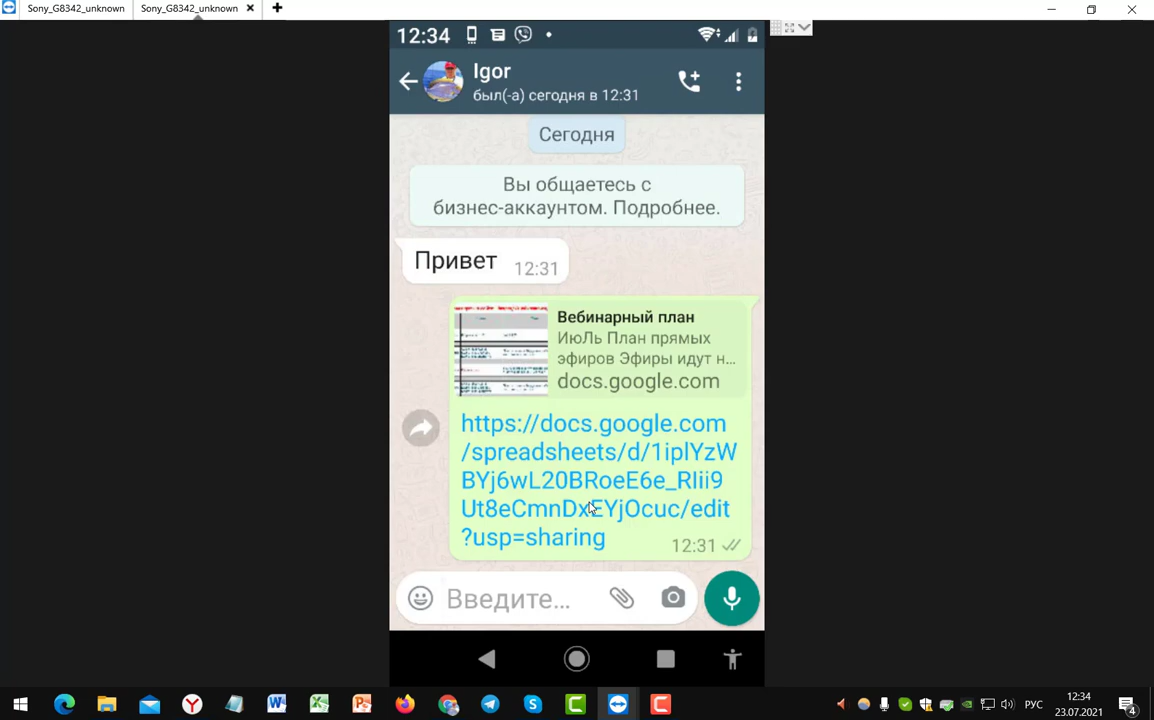 Sony_G8342_unknown
Sony_G8342_unknown
12:34
Igor
был(-а) сегодня в 12:31
Сегодня
Вы общаетесь с
бизнес-аккаунтом. Подробнее.
Привет 12:31
Вебинарный план
ИюЛь План прямых
эфиров Эфиры идут н...
docs.google.com
https://docs.google.com
/spreadsheets/d/1iplYzW
BYj6wL20BRoeE6e_RIii9
Ut8eCmnDxEYjOcuc/edit
?usp=sharing
12:31
Введите...
РУС
12:34
23.07.2021
4